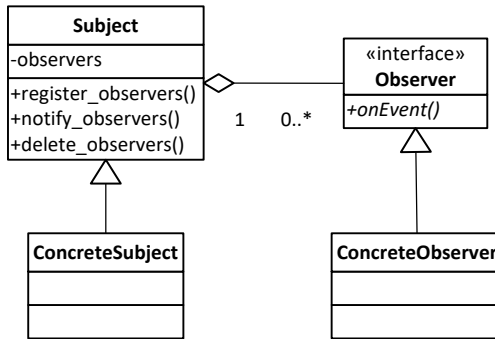 Subject
-observers
+register_observers()
+notify_observers()
+delete_observers()
1 0..*
«interface»
Observer
+onEvent()
ConcreteSubject
ConcreteObserver